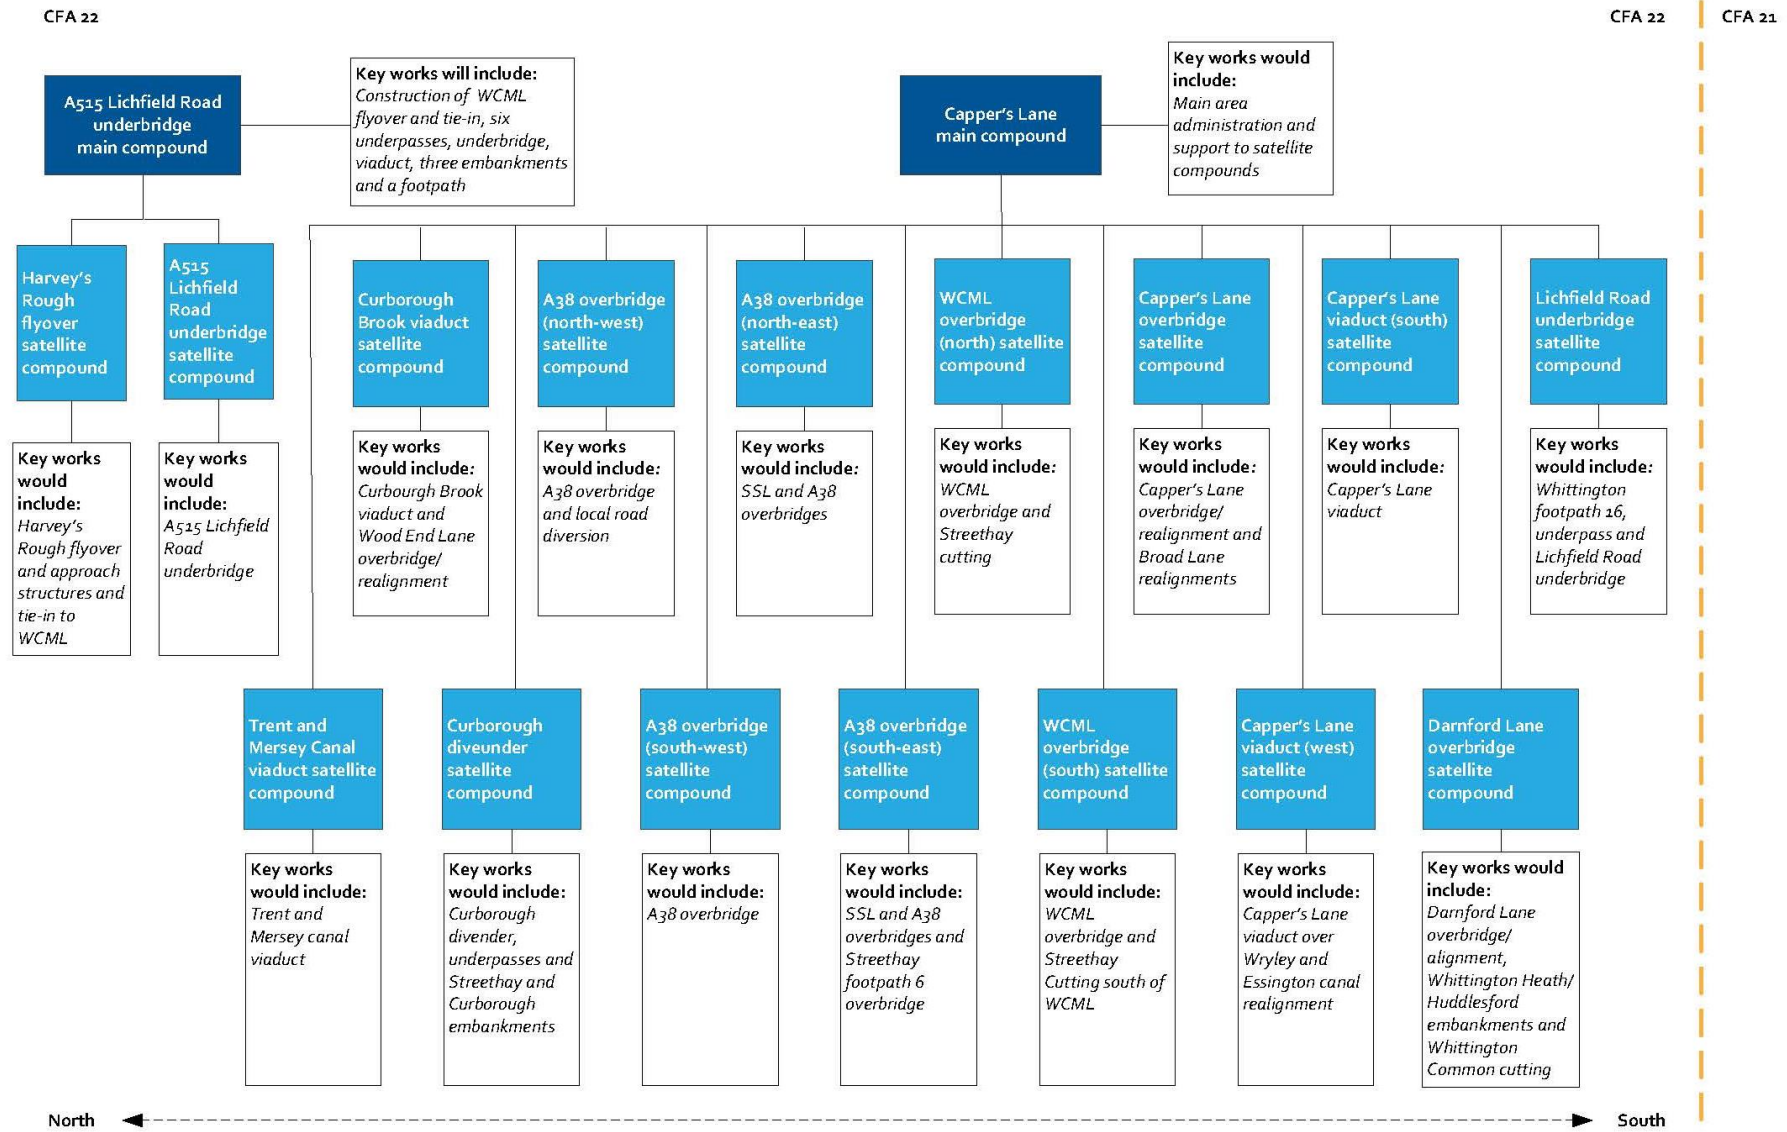 CFA 22
CFA 22
CFA 21
A515 Lichfield Road
underbridge
main compound
Key works will include:
Construction of WCML
flyover and tie-in, six
underpasses, underbridge,
viaduct, three embankments
and a footpath
Capper's Lane
main compound
Key works would
include:
Main area
administration and
support to satellite
compounds
Harvey's
Rough
flyover
satellite
compound
A515
Lichfield
Road
underbridge
satellite
compound
Curborough
Brook viaduct
satellite
compound
A38 overbridge
(north-west)
satellite
compound
A38 overbridge
(north-east)
satellite
compound
WCML
overbridge
(north) satellite
compound
Capper's Lane
overbridge
satellite
compound
Capper's Lane
viaduct (south)
satellite
compound
Lichfield Road
underbridge
satellite
compound
Key works
would
include:
Harvey's
Rough flyover
and approach
structures and
tie-in to
WCML
Key works
would
include:
A515 Lichfield
Road
underbridge
Key works
would include:
Curbourgh Brook
viaduct and
Wood End Lane
overbridge/
realignment
Key works
would include:
A38 overbridge
and local road
diversion
Key works
would include:
SSL and A38
overbridges
Key works
would include:
WCML
overbridge and
Streethay
cutting
Key works
would include:
Capper's Lane
overbridge/
realignment and
Broad Lane
realignments
Key works
would include:
Capper's Lane
viaduct
Key works
would include:
Whittington
footpath 16,
underpass and
Lichfield Road
underbridge
Trent and
Mersey Canal
viaduct satellite
compound
Curborough
diveunder
satellite
compound
A38 overbridge
(south-west)
satellite
compound
A38 overbridge
(south-east)
satellite
compound
WCML
overbridge
(south) satellite
compound
Capper's Lane
viaduct (west)
satellite
compound
Darnford Lane
overbridge
satellite
compound
Key works
would include:
Trent and
Mersey canal
viaduct
Key works
would include:
Curborough
divender,
underpasses and
Streethay and
Curborough
embankments
Key works
would include:
A38 overbridge
Key works
would include:
SSL and A38
overbridges and
Streethay
footpath 6
overbridge
Key works
would include:
WCML
overbridge and
Streethay
Cutting south of
WCML
Key works
would include:
Capper's Lane
viaduct over
Wryley and
Essington canal
realignment
Key works would
include:
Darnford Lane
overbridge/
alignment,
Whittington Heath/
Huddlesford
embankments and
Whittington
Common cutting
North
South